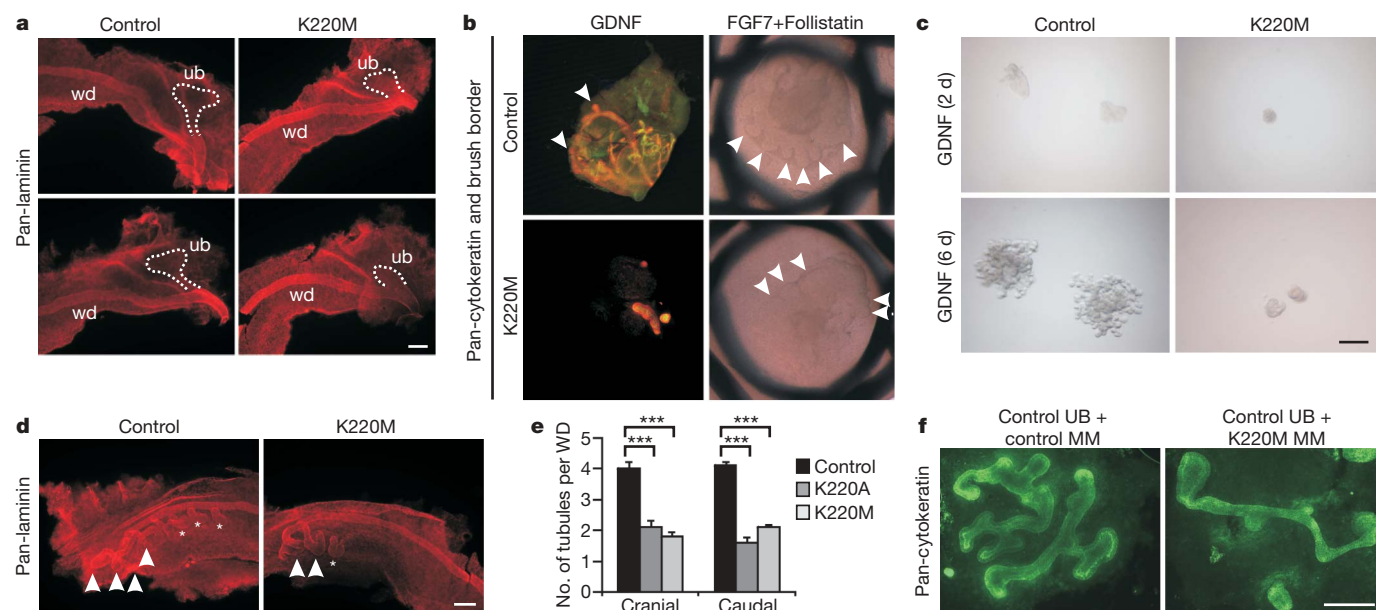 a
Control
K220M
Pan-laminin
ub
wd
ub
wd
ub
wd
ub
wd
b
GDNF
FGF7+Follistatin
Pan-cytokeratin and brush border
Control
K220M
c
Control
K220M
GDNF (2 d)
GDNF (6 d)
d
Control
K220M
Pan-laminin
* * *
*
e
No. of tubules per WD
5
4
3
2
1
0
***
***
***
***
Control
K220A
K220M
Cranial
Caudal
f
Control UB +
control MM
Control UB +
K220M MM
Pan-cytokeratin